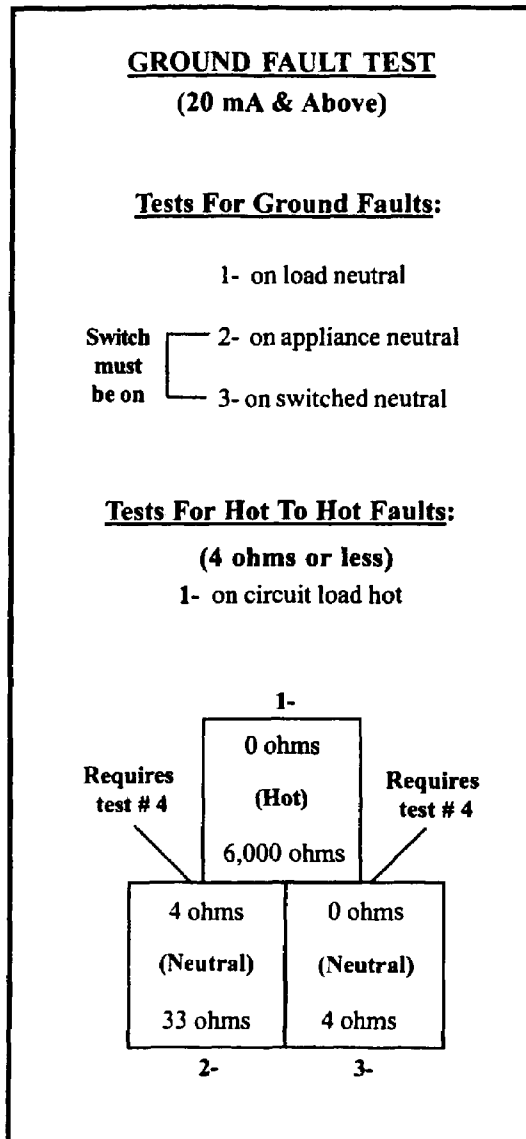 GROUND FAULT TEST
(20 mA & Above)
Tests For Ground Faults:
1- on load neutral
Switch must be on
2- on appliance neutral
3- on switched neutral
Tests For Hot To Hot Faults:
(4 ohms or less)
1- on circuit load hot
1-
0 ohms
(Hot)
6,000 ohms
Requires
test # 4
Requires
test # 4
4 ohms
(Neutral)
33 ohms
0 ohms
(Neutral)
4 ohms
2-
3-